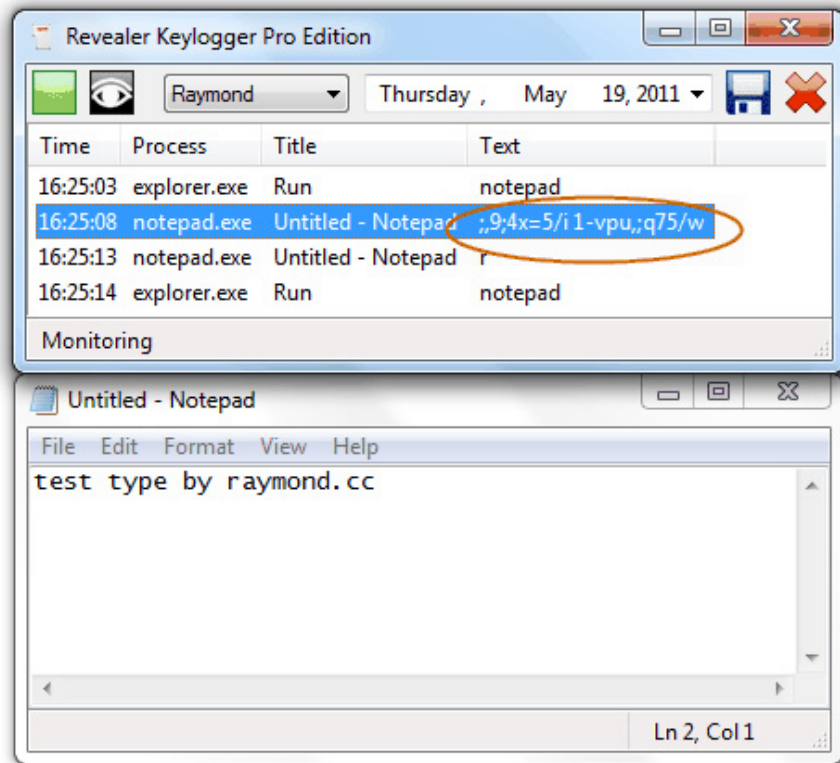 Revealer Keylogger Pro Edition
Raymond Thursday , May 19, 2011
Time Process Title Text
16:25:03 explorer.exe Run notepad
16:25:08 notepad.exe Untitled - Notepad ;,9;4x=5/i1-vpu,;q75/w
16:25:13 notepad.exe Untitled - Notepad r
16:25:14 explorer.exe Run notepad
Monitoring
Untitled - Notepad
File Edit Format View Help
test type by raymond.cc
Ln 2, Col 1